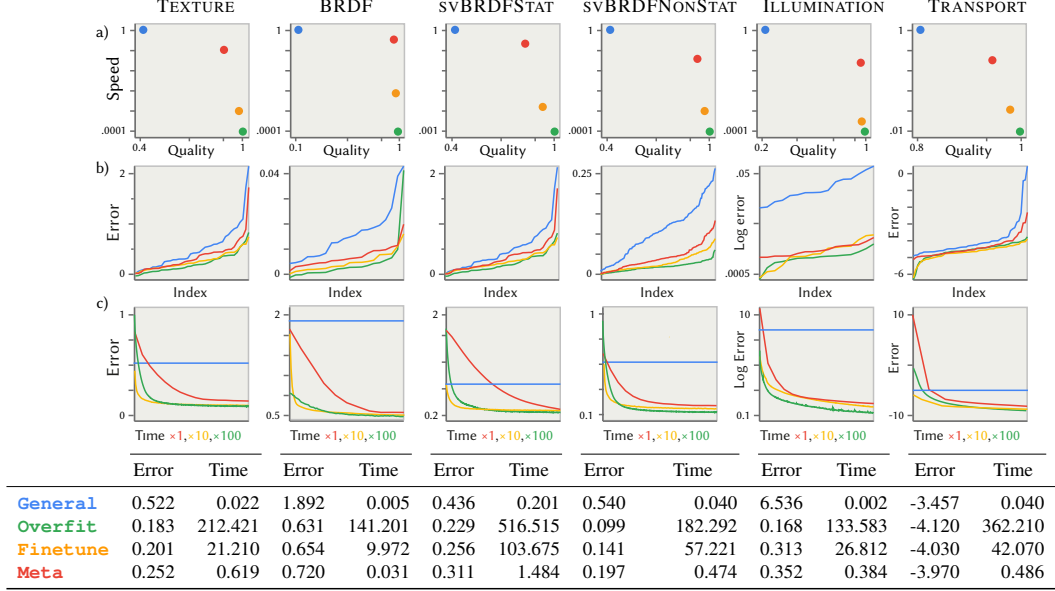 TEXTURE BRDF SVBRDFSTAT SVBRDFNONSTAT ILLUMINATION TRANSPORT
a) Speed 1 1 1 1 1 1
.0001 .0001 .001 .0001 .0001 .01
0.4 1 0.1 1 0.4 1 0.4 1 0.2 1 0.8 1
Quality Quality Quality Quality Quality Quality
b) Error 2 0.04 2 0.25 Log error .05 Error 0
0 0 0 0 .0005 -6
Index Index Index Index Index
c) Error 1 2 2 1 Log Error 10 Error 10
0 0.5 0.2 0.1 0.1 -10
Time ×1,×10,×100 Time ×1,×10,×100 Time ×1,×10,×100 Time ×1,×10,×100 Time ×1,×10,×100 Time ×1,×10,×100
Error Time Error Time Error Time Error Time Error Time Error Time
General 0.522 0.022 1.892 0.005 0.436 0.201 0.540 0.040 6.536 0.002 -3.457 0.040
Overfit 0.183 212.421 0.631 141.201 0.229 516.515 0.099 182.292 0.168 133.583 -4.120 362.210
Finetune 0.201 21.210 0.654 9.972 0.256 103.675 0.141 57.221 0.313 26.812 -4.030 42.070
Meta 0.252 0.619 0.720 0.031 0.311 1.484 0.197 0.474 0.352 0.384 -3.970 0.486